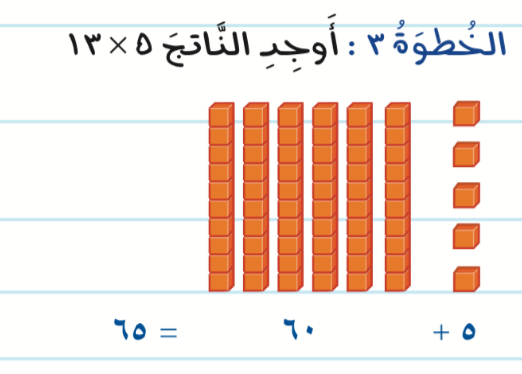 الخُطوَةُ ٣ : أَوجِدِ النَّاتجَ ٥ × ١٣
٥ + ٦٠ = ٦٥